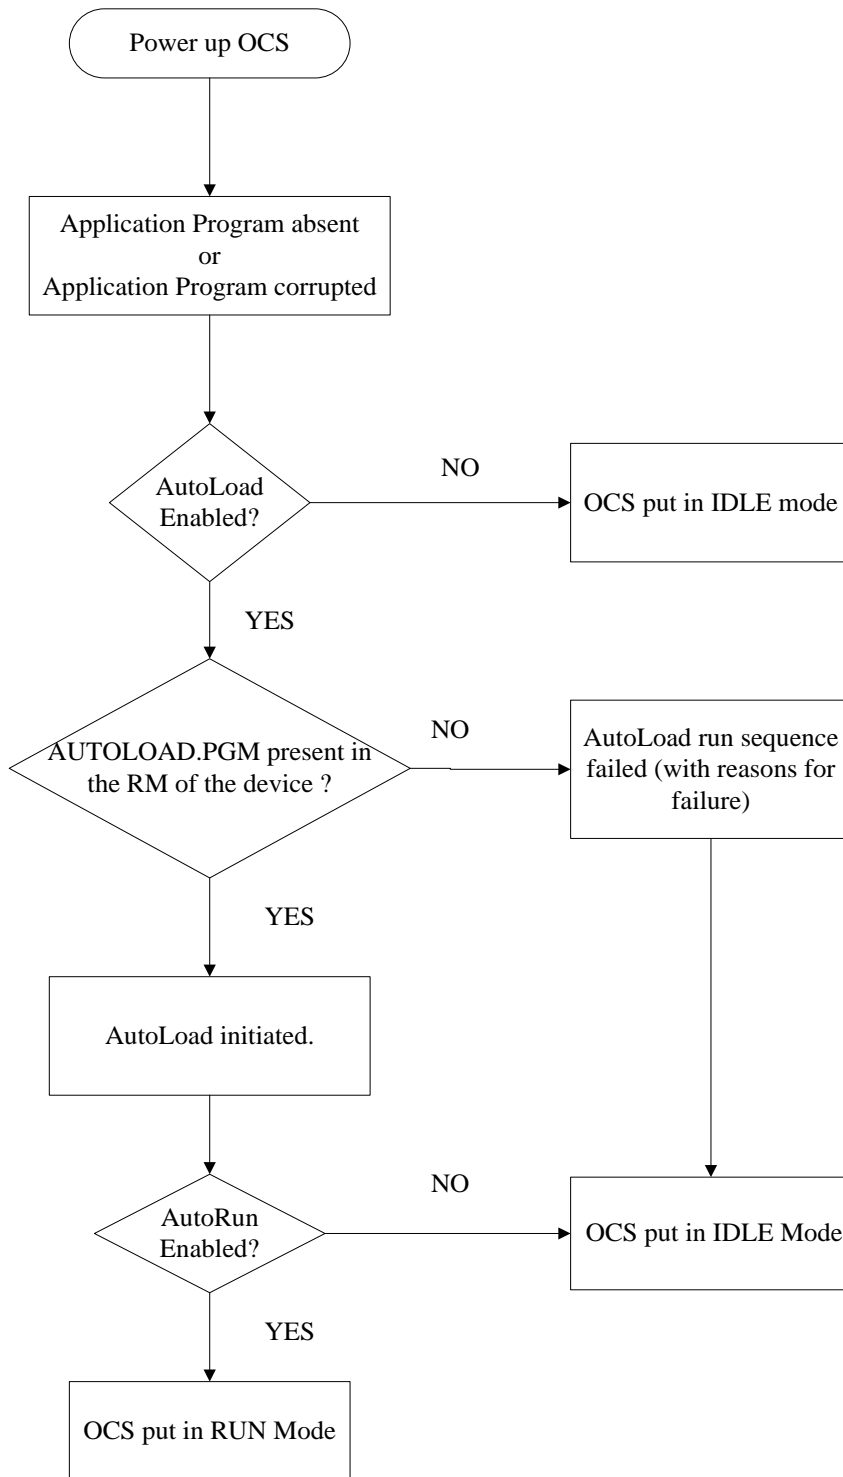 Power up OCS
Application Program absent
or
Application Program corrupted
AutoLoad
Enabled?
NO
OCS put in IDLE mode
YES
AUTOLOAD.PGM present in
the RM of the device ?
NO
AutoLoad run sequence
failed (with reasons for
failure)
YES
AutoLoad initiated.
AutoRun
Enabled?
NO
OCS put in IDLE Mode
YES
OCS put in RUN Mode